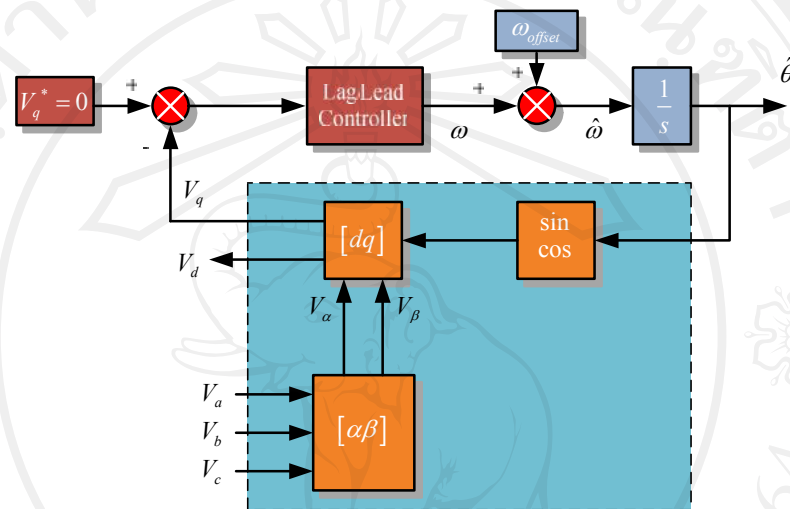 ω_offset
V_q^* = 0
+
Lag/Lead
Controller
+
ω
+
ω̂
1
s
θ̂
-
V_q
V_d
[dq]
sin
cos
V_α
V_β
V_a
V_b
V_c
[αβ]